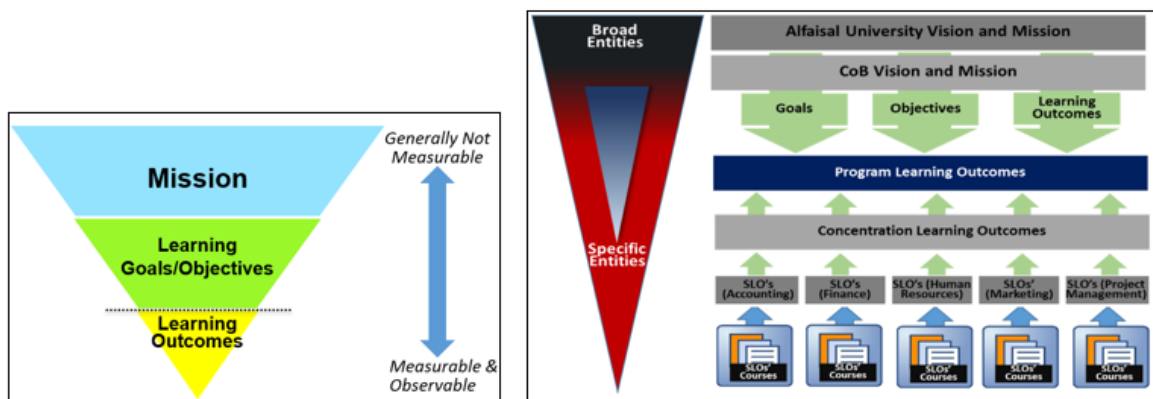 Mission
Learning
Goals/Objectives
Learning
Outcomes
Generally Not
Measurable
Measurable &
Observable
Broad
Entities
Specific
Entities
Alfaisal University Vision and Mission
CoB Vision and Mission
Goals
Objectives
Learning
Outcomes
Program Learning Outcomes
Concentration Learning Outcomes
SLO's
(Accounting)
SLO's
(Finance)
SLO's (Human
Resources)
SLOs'
(Marketing)
SLO's (Project
Management)
SLOs' Courses
SLOs' Courses
SLOs' Courses
SLOs' Courses
SLOs' Courses